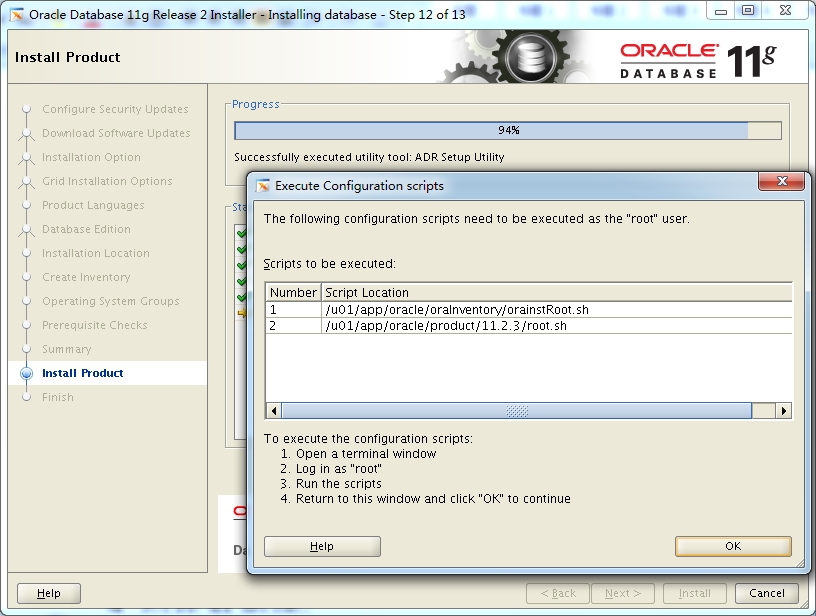 Oracle Database 11g Release 2 Installer - Installing database - Step 12 of 13
Install Product
ORACLE
DATABASE
11g
Configure Security Updates
Download Software Updates
Installation Option
Grid Installation Options
Product Languages
Database Edition
Installation Location
Create Inventory
Operating System Groups
Prerequisite Checks
Summary
Install Product
Finish
Progress
94%
Successfully executed utility tool: ADR Setup Utility
Execute Configuration scripts
The following configuration scripts need to be executed as the "root" user.
Scripts to be executed:
Number Script Location
1 /u01/app/oracle/oraInventory/orainstRoot.sh
2 /u01/app/oracle/product/11.2.3/root.sh
To execute the configuration scripts:
1. Open a terminal window
2. Log in as "root"
3. Run the scripts
4. Return to this window and click "OK" to continue
Help
OK
Help
< Back
Next >
Install
Cancel